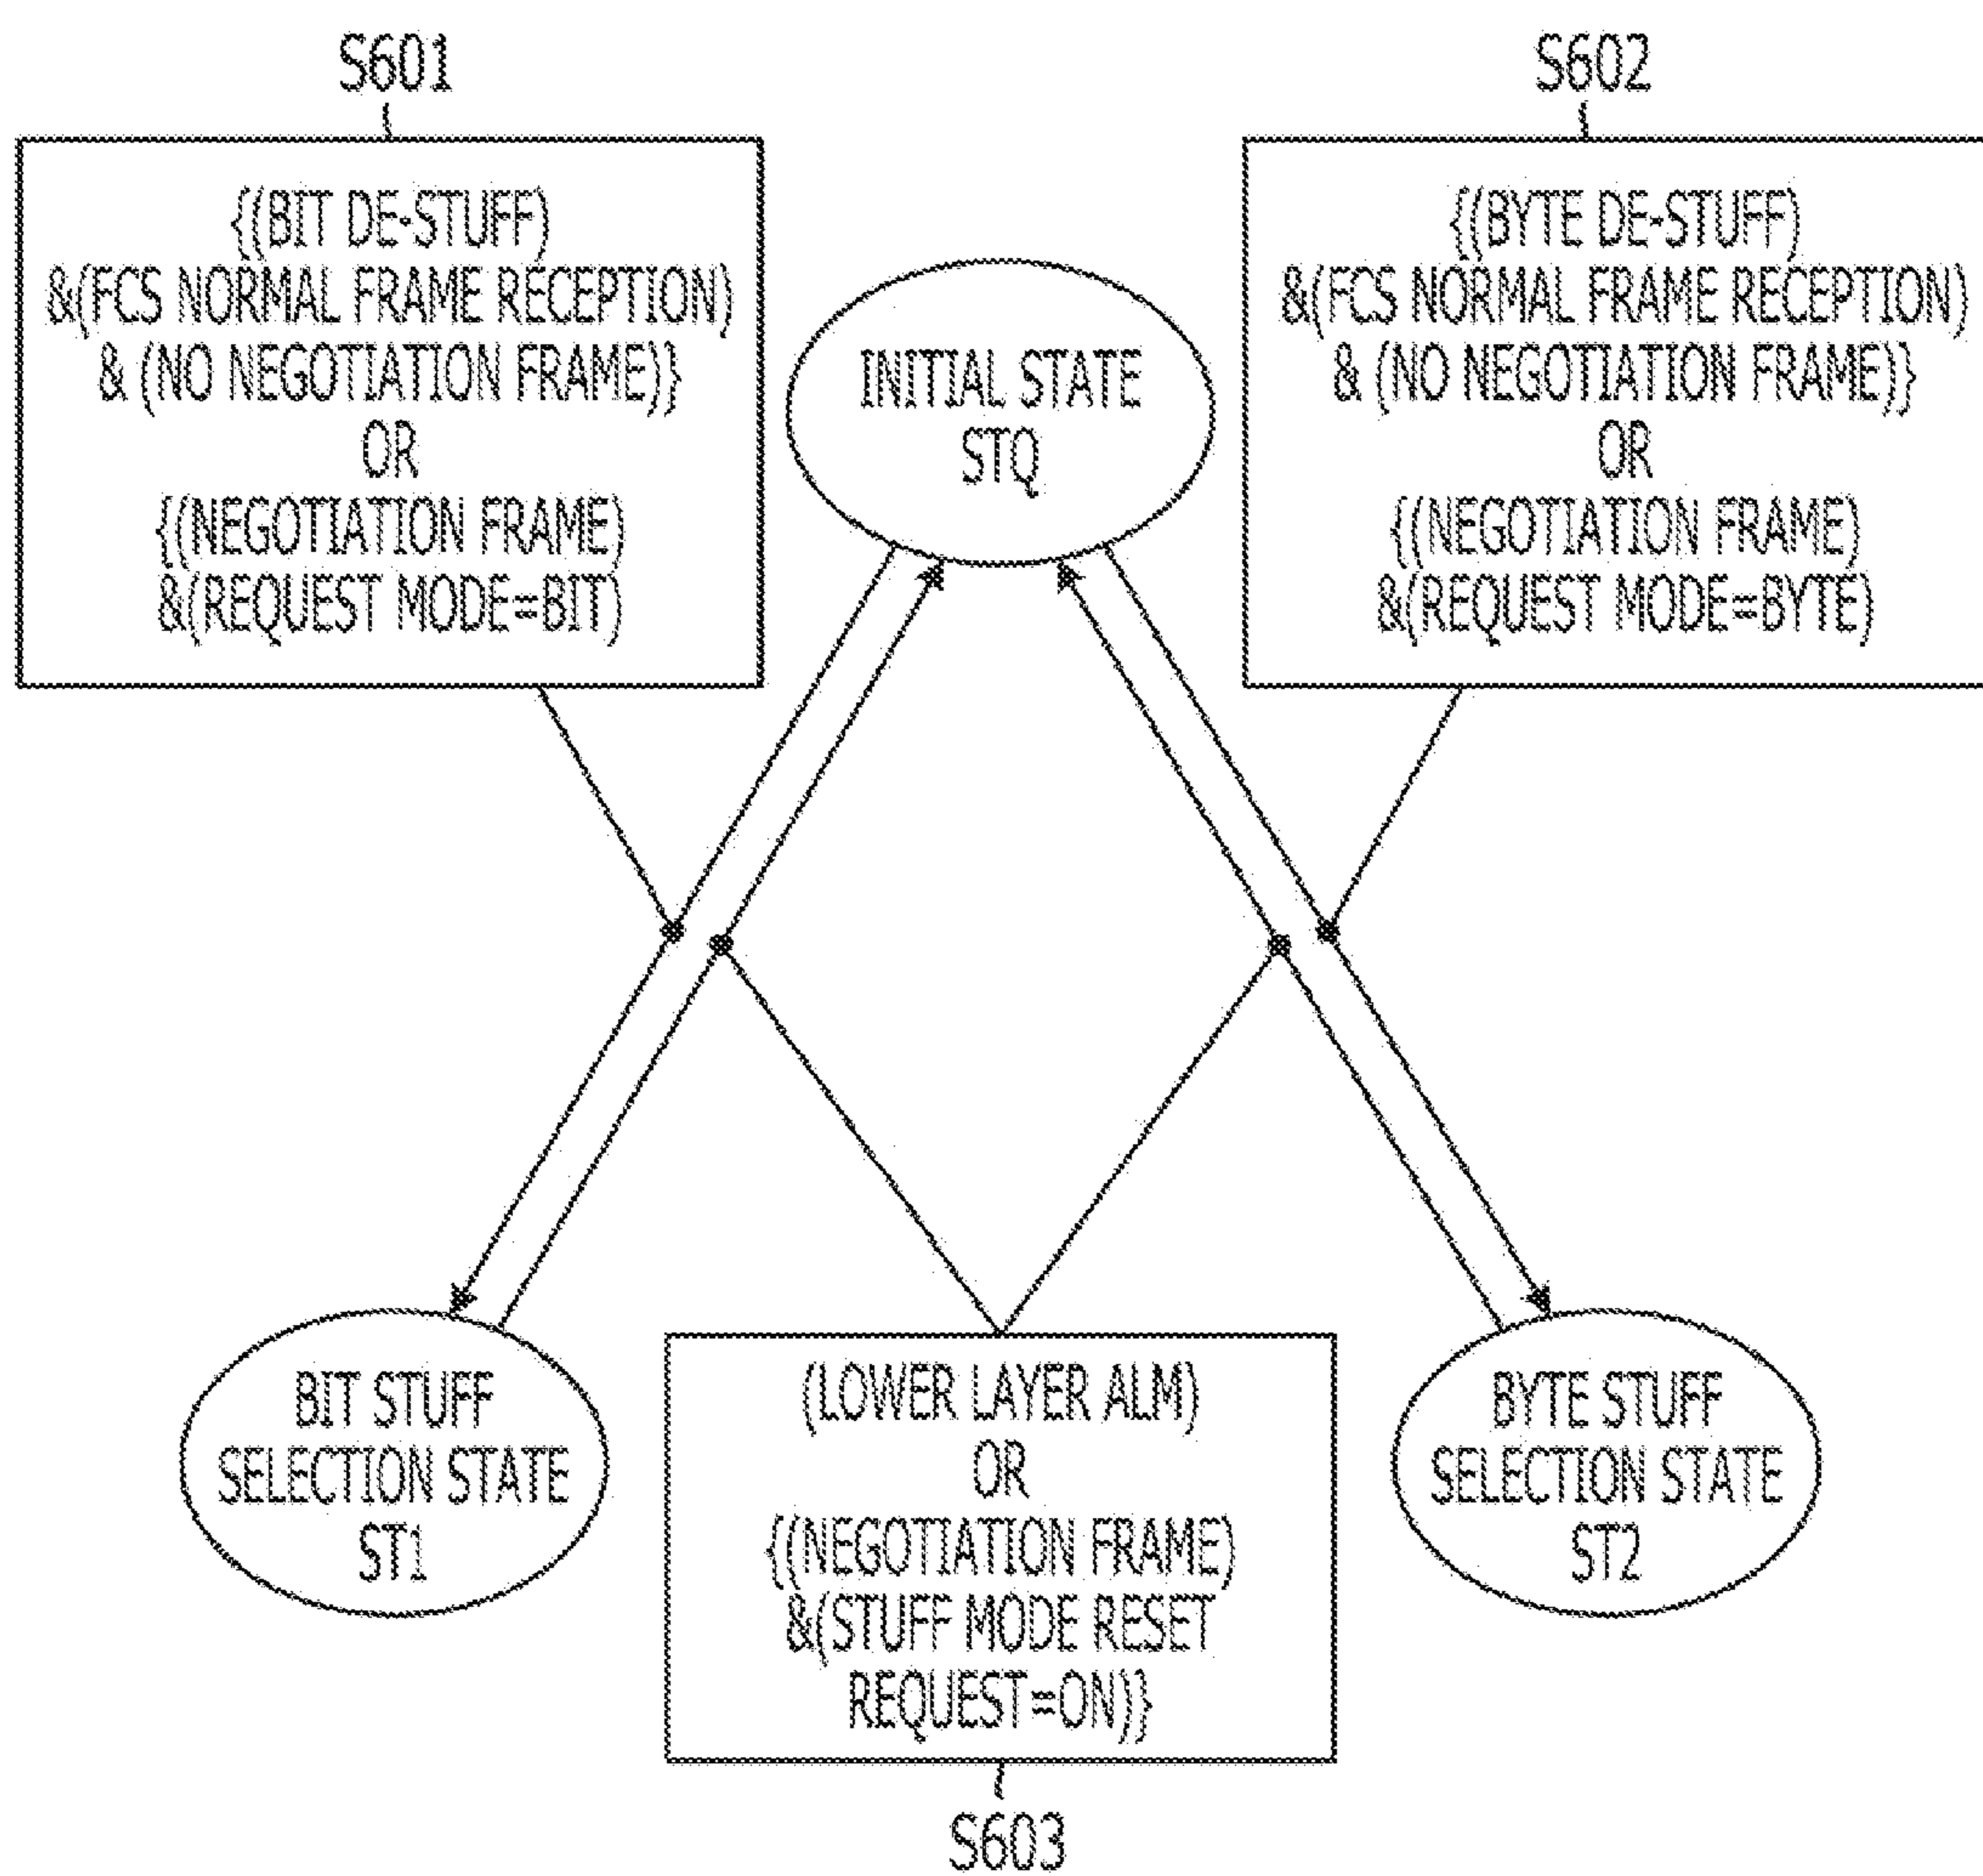 S601
{(BIT DE-STUFF)
&(FCS NORMAL FRAME RECEPTION)
& (NO NEGOTIATION FRAME)}
OR
{(NEGOTIATION FRAME)
&(REQUEST MODE=BIT)
S602
{(BYTE DE-STUFF)
&(FCS NORMAL FRAME RECEPTION)
& (NO NEGOTIATION FRAME)}
OR
{(NEGOTIATION FRAME)
&(REQUEST MODE=BYTE)
INITIAL STATE
STQ
BIT STUFF
SELECTION STATE
ST1
(LOWER LAYER ALM)
OR
{(NEGOTIATION FRAME)
&(STUFF MODE RESET
REQUEST=ON)}
S603
BYTE STUFF
SELECTION STATE
ST2